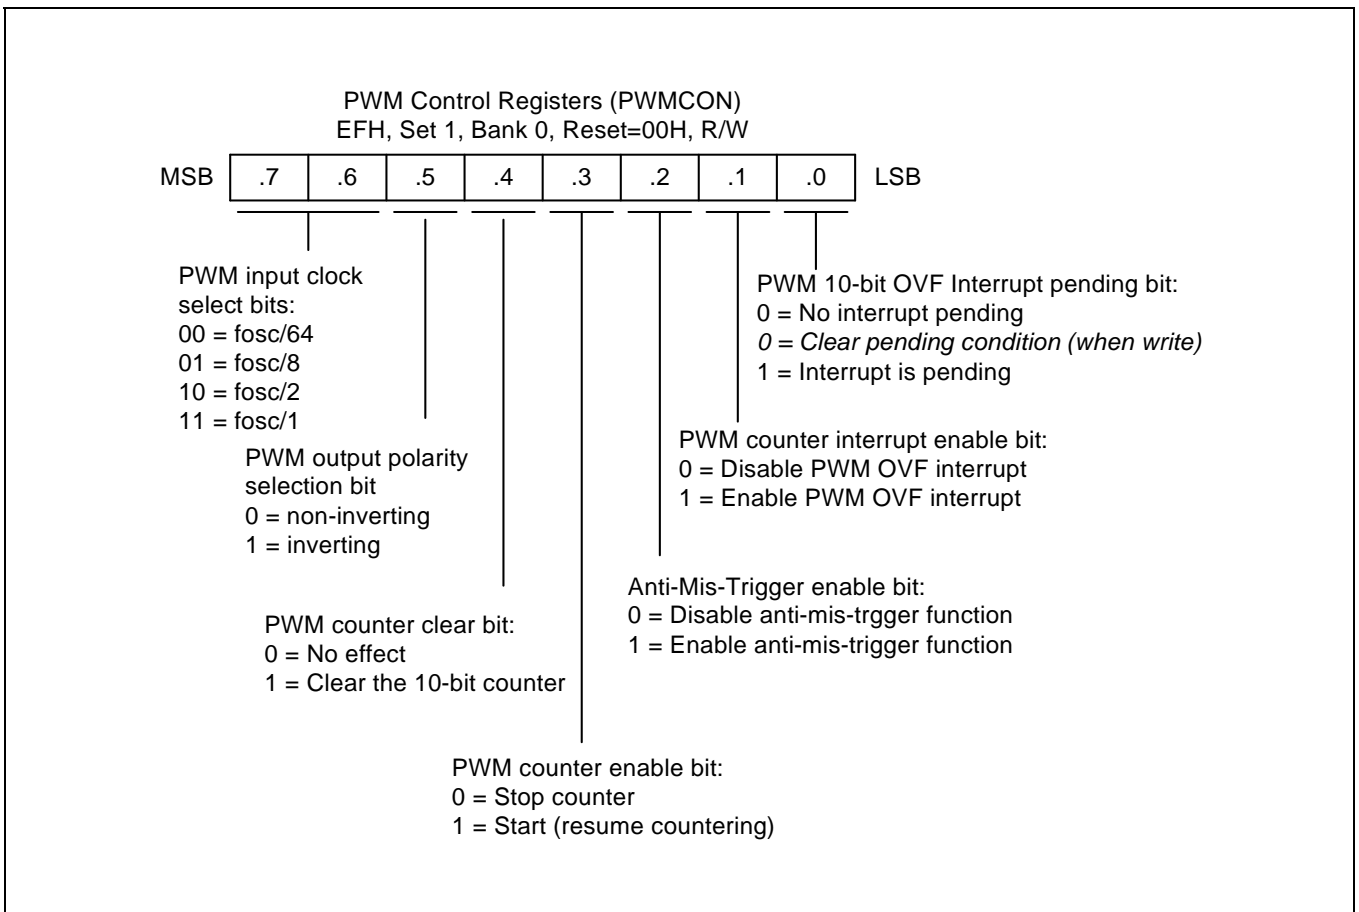 PWM Control Registers (PWMCON)
EFH, Set 1, Bank 0, Reset=00H, R/W
MSB .7 .6 .5 .4 .3 .2 .1 .0 LSB
PWM input clock
select bits:
00 = fosc/64
01 = fosc/8
10 = fosc/2
11 = fosc/1
PWM 10-bit OVF Interrupt pending bit:
0 = No interrupt pending
0 = Clear pending condition (when write)
1 = Interrupt is pending
PWM output polarity
selection bit
0 = non-inverting
1 = inverting
PWM counter interrupt enable bit:
0 = Disable PWM OVF interrupt
1 = Enable PWM OVF interrupt
PWM counter clear bit:
0 = No effect
1 = Clear the 10-bit counter
Anti-Mis-Trigger enable bit:
0 = Disable anti-mis-trgger function
1 = Enable anti-mis-trigger function
PWM counter enable bit:
0 = Stop counter
1 = Start (resume countering)